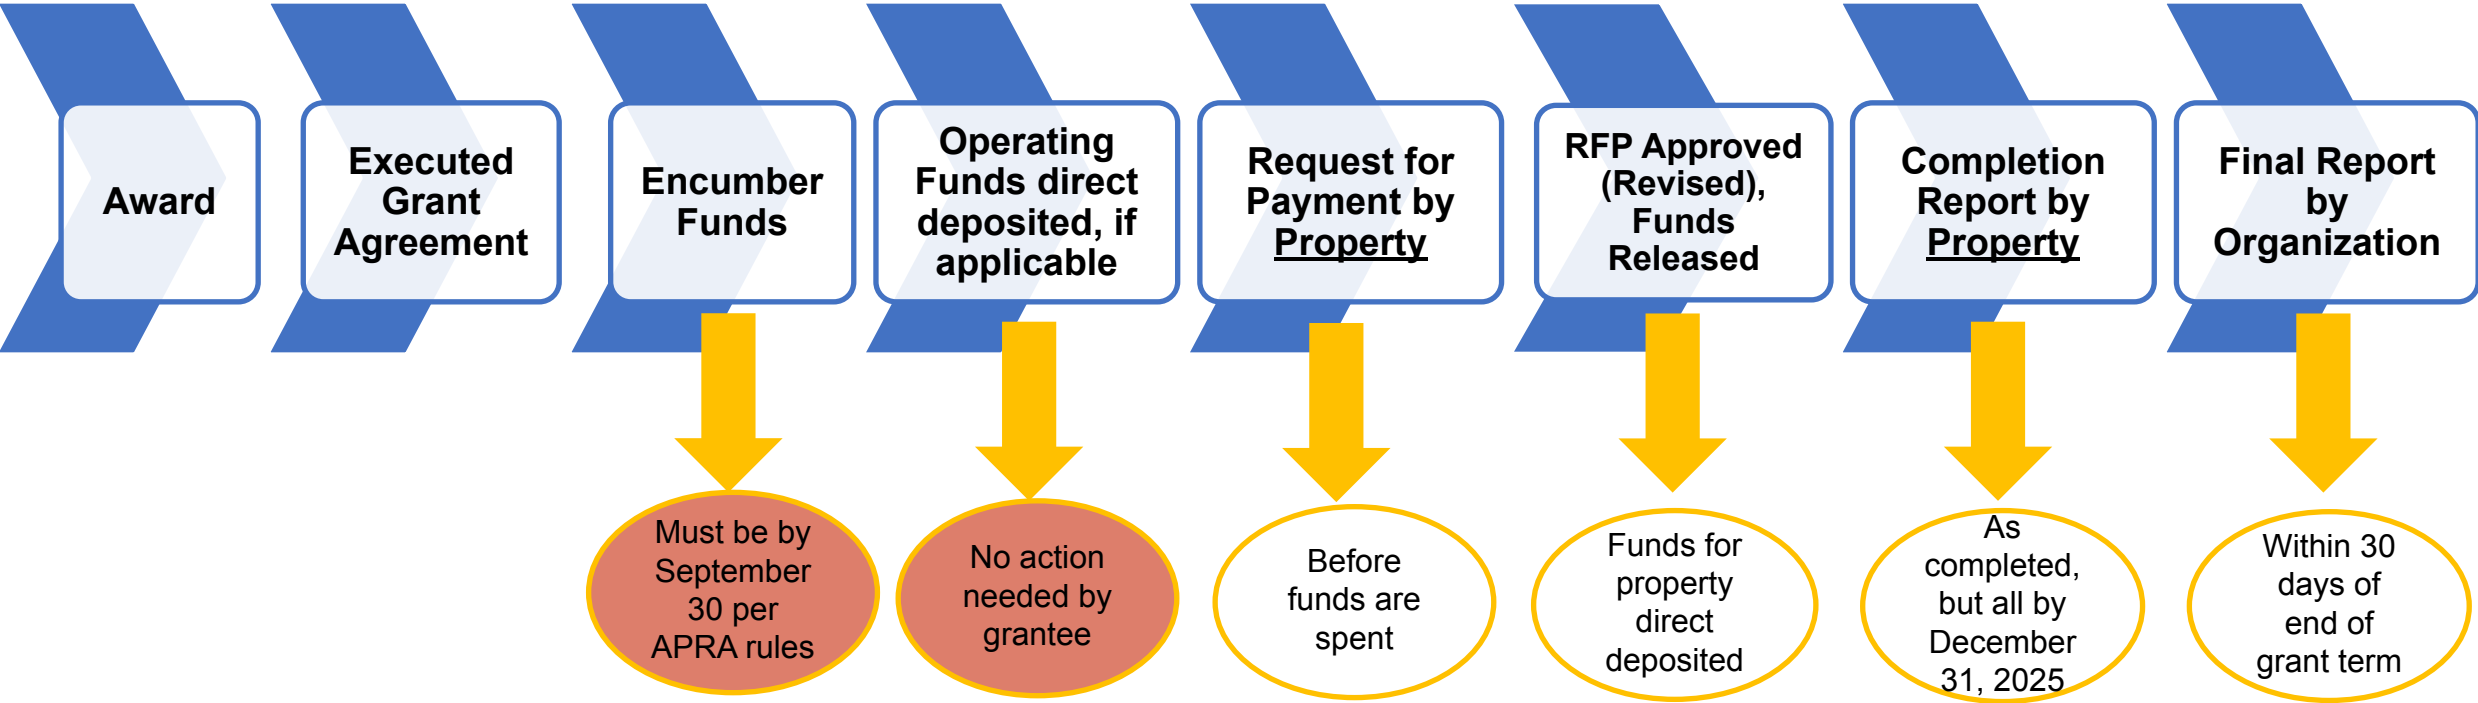 Award
Executed
Grant
Agreement
Encumber
Funds
Operating
Funds direct
deposited, if
applicable
Request for
Payment by
Property
RFP Approved
(Revised),
Funds
Released
Completion
Report by
Property
Final Report
by
Organization
Must be by
September
30 per
APRA rules
No action
needed by
grantee
Before
funds are
spent
Funds for
property
direct
deposited
As
completed,
but all by
December
31, 2025
Within 30
days of
end of
grant term